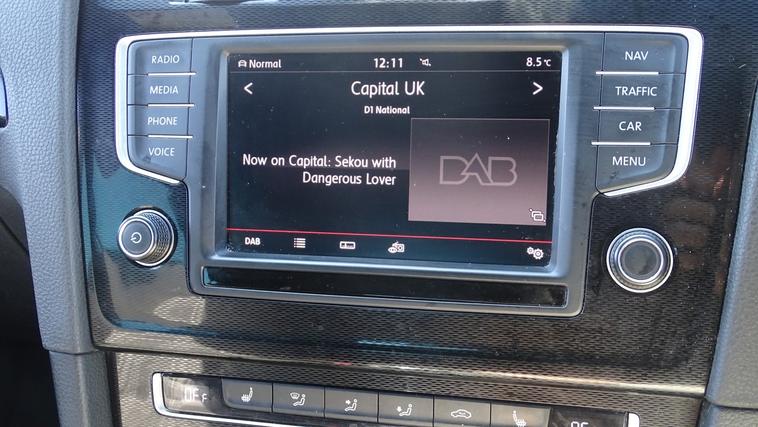 RADIO
MEDIA
PHONE
VOICE
Normal 12:11 8.5 °C
< Capital UK >
D1 National
Now on Capital: Sekou with
Dangerous Lover
DAB
DAB
NAV
TRAFFIC
CAR
MENU
OFF